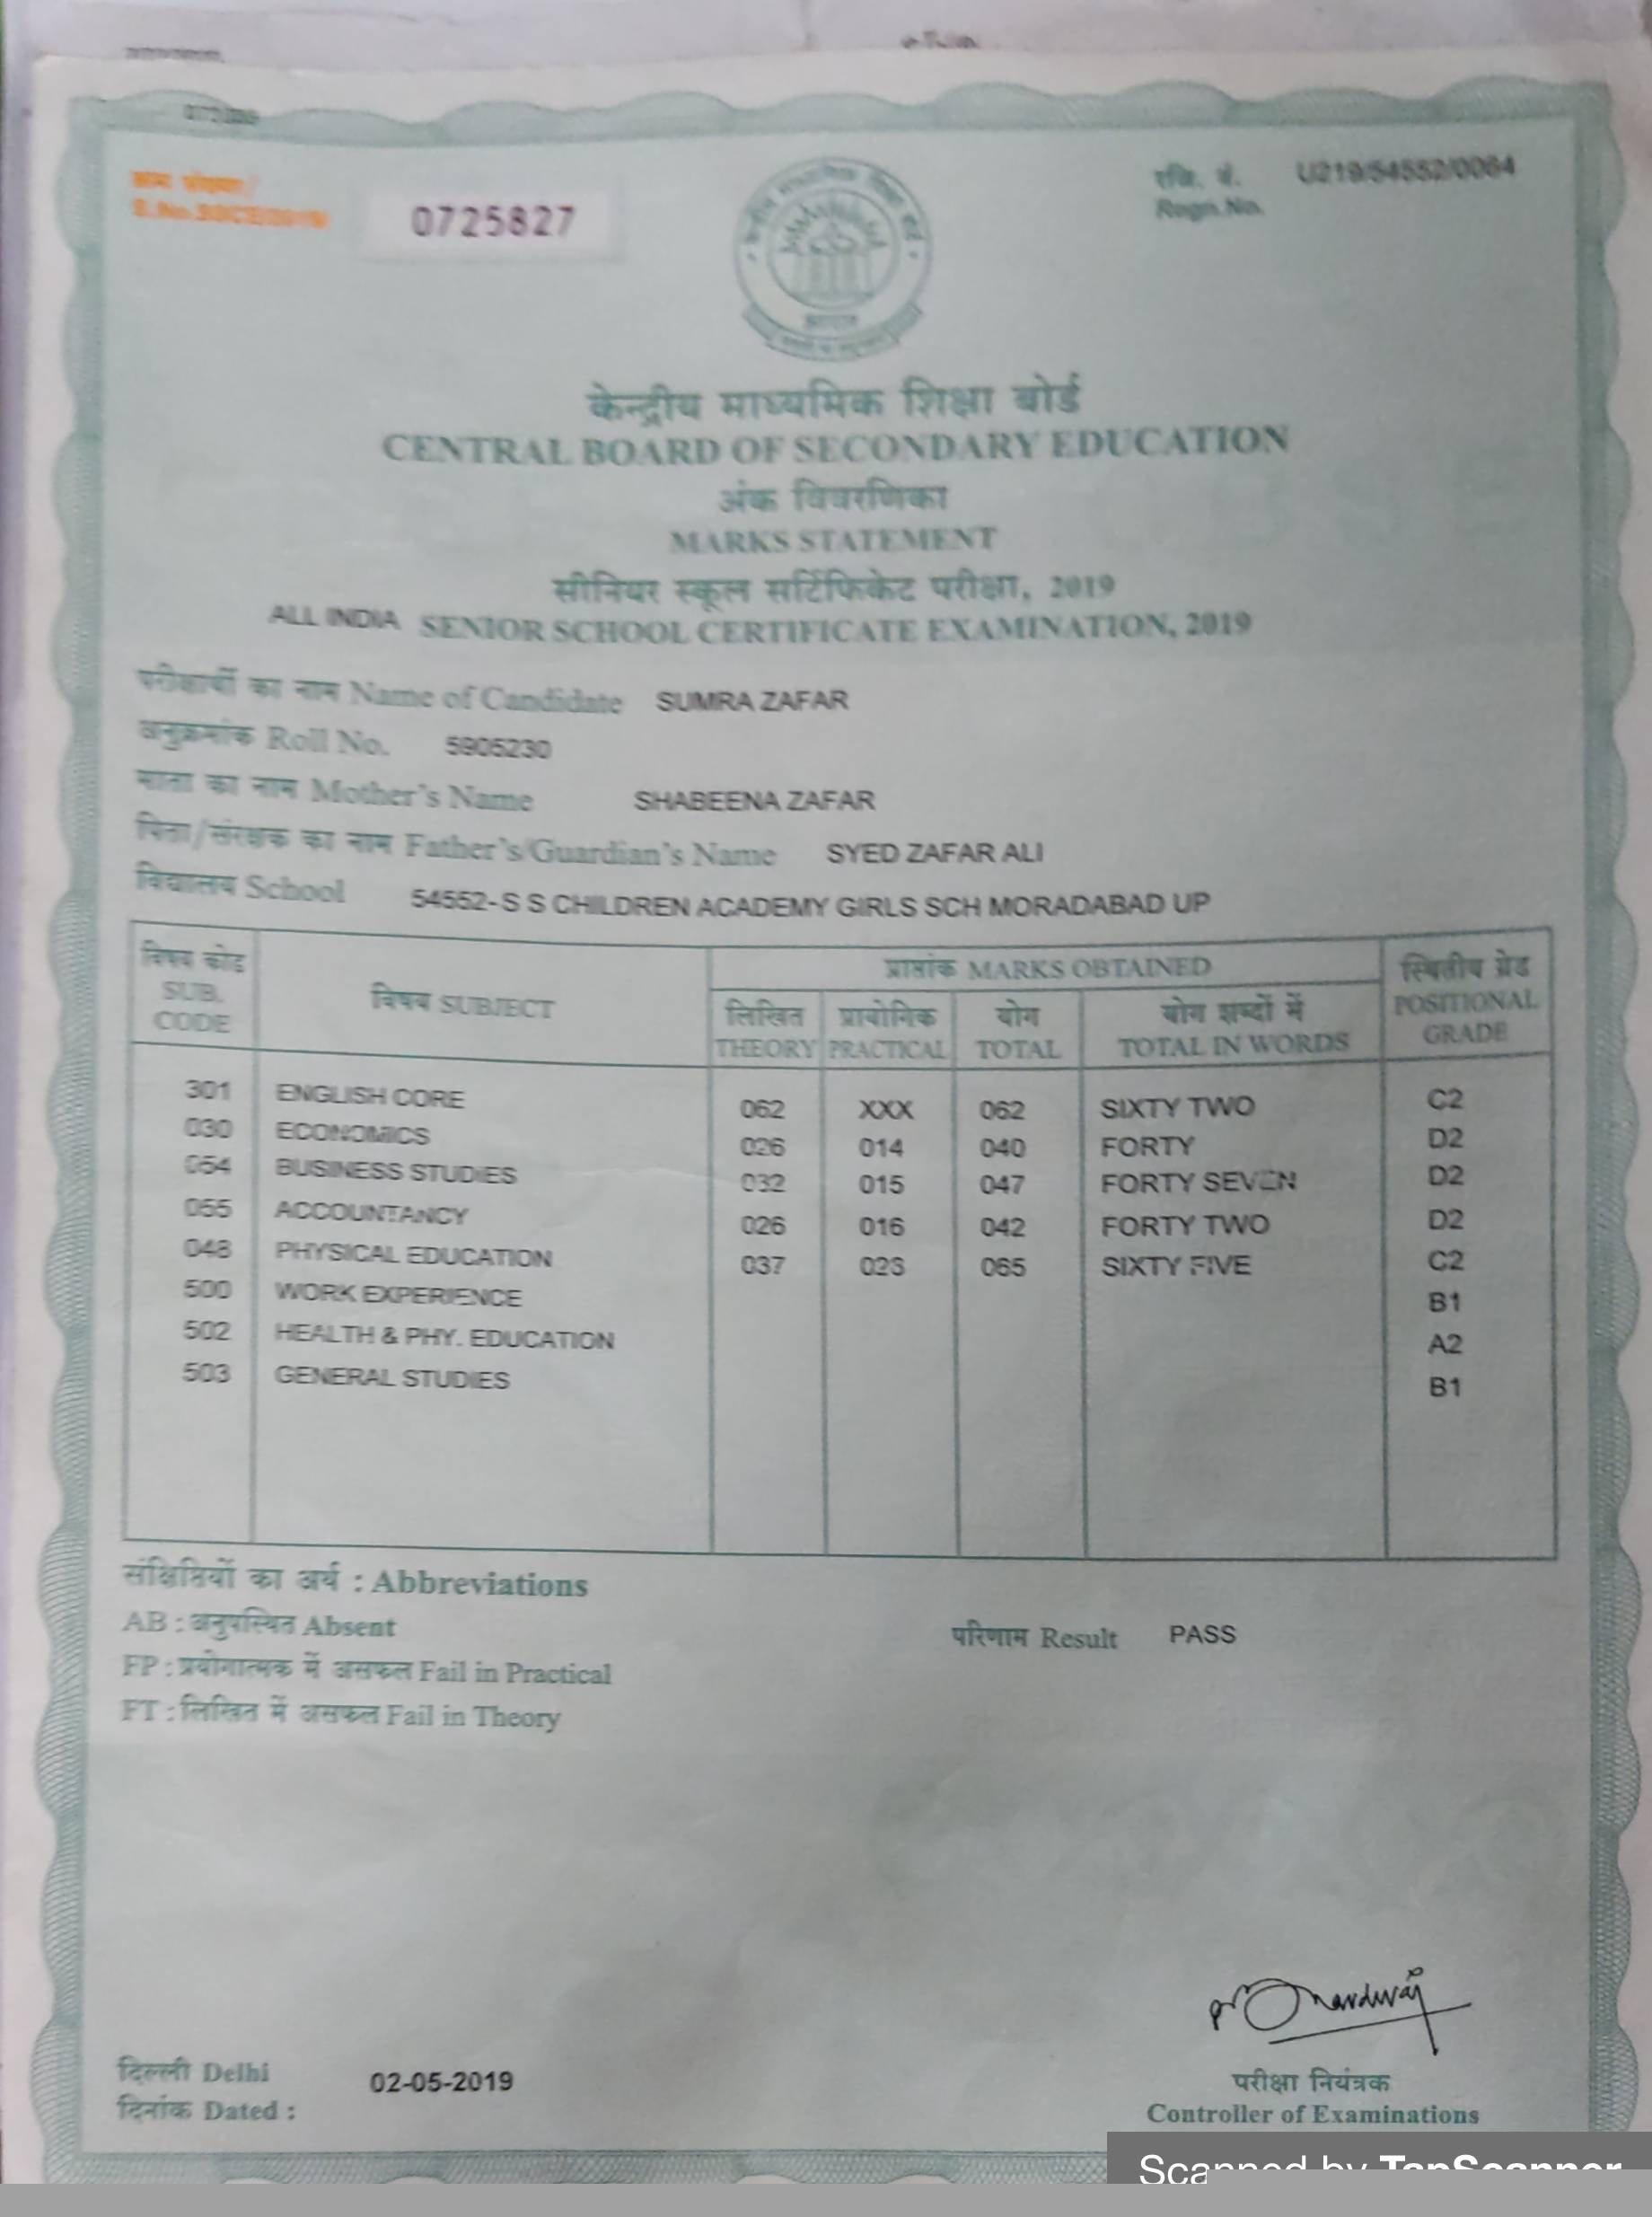 0725827
रजि. सं. U219/54552/0064
Regn.No.
भारत
केन्द्रीय माध्यमिक शिक्षा बोर्ड
CENTRAL BOARD OF SECONDARY EDUCATION
अंक विवरणिका
MARKS STATEMENT
सीनियर स्कूल सर्टिफिकेट परीक्षा, 2019
ALL INDIA SENIOR SCHOOL CERTIFICATE EXAMINATION, 2019
परीक्षार्थी का नाम Name of Candidate SUMRA ZAFAR
अनुक्रमांक Roll No. 5905230
माता का नाम Mother's Name SHABEENA ZAFAR
पिता/संरक्षक का नाम Father's/Guardian's Name SYED ZAFAR ALI
विद्यालय School 54552- S S CHILDREN ACADEMY GIRLS SCH MORADABAD UP
विषय कोड SUB. CODE विषय SUBJECT प्राप्तांक MARKS OBTAINED स्थितीय ग्रेड POSITIONAL GRADE
लिखित THEORY प्रायोगिक PRACTICAL योग TOTAL योग शब्दों में TOTAL IN WORDS
301 ENGLISH CORE 062 XXX 062 SIXTY TWO C2
030 ECONOMICS 026 014 040 FORTY D2
054 BUSINESS STUDIES 032 015 047 FORTY SEVEN D2
055 ACCOUNTANCY 026 016 042 FORTY TWO D2
048 PHYSICAL EDUCATION 037 065 SIXTY FIVE C2
500 WORK EXPERIENCE B1
502 HEALTH & PHY. EDUCATION A2
503 GENERAL STUDIES B1
संक्षिप्तियों का अर्थ : Abbreviations
AB : अनुपस्थित Absent
परिणाम Result PASS
FP : प्रयोगात्मक में असफल Fail in Practical
FT : लिखित में असफल Fail in Theory
दिल्ली Delhi
दिनांक Dated : 02-05-2019
परीक्षा नियंत्रक
Controller of Examinations
Scanned by TapScanner